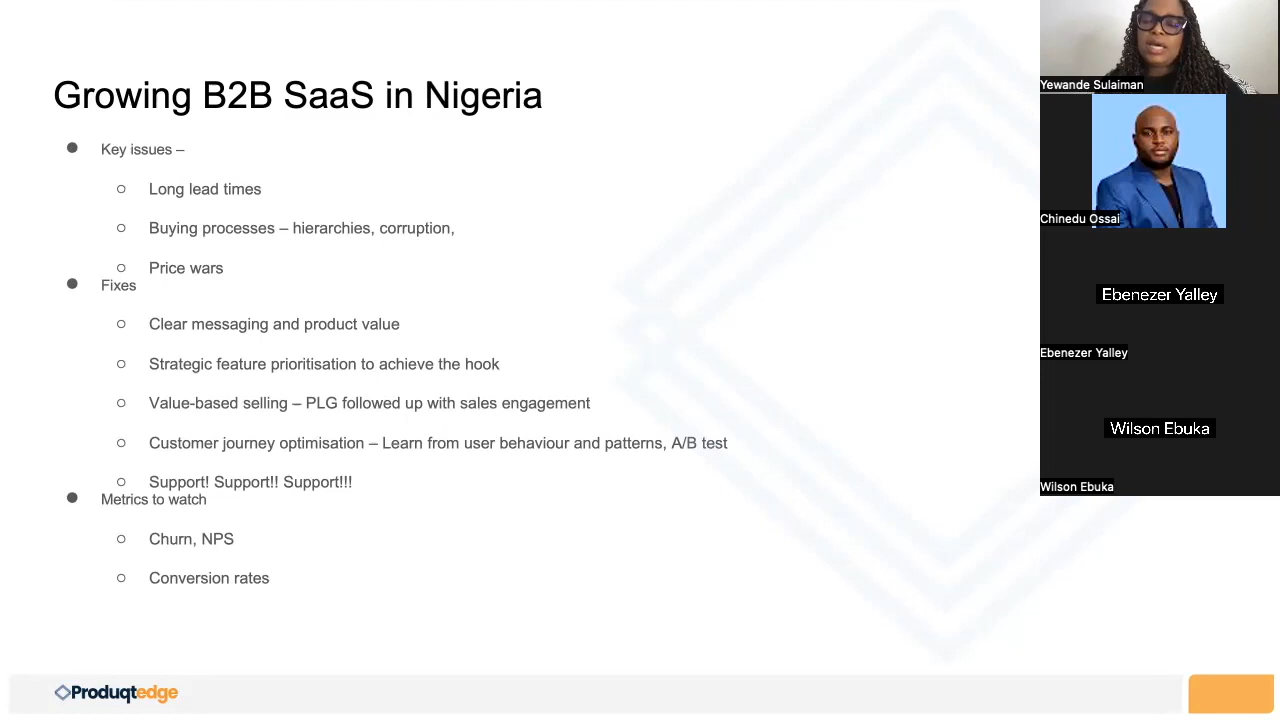 Growing B2B SaaS in Nigeria
● Key issues –
○ Long lead times
○ Buying processes – hierarchies, corruption,
○ Price wars
● Fixes
○ Clear messaging and product value
○ Strategic feature prioritisation to achieve the hook
○ Value-based selling – PLG followed up with sales engagement
○ Customer journey optimisation – Learn from user behaviour and patterns, A/B test
○ Support! Support!! Support!!!
● Metrics to watch
○ Churn, NPS
○ Conversion rates
Produqtedge
Yewande Sulaiman
Chinedu Ossai
Ebenezer Yalley
Ebenezer Yalley
Wilson Ebuka
Wilson Ebuka